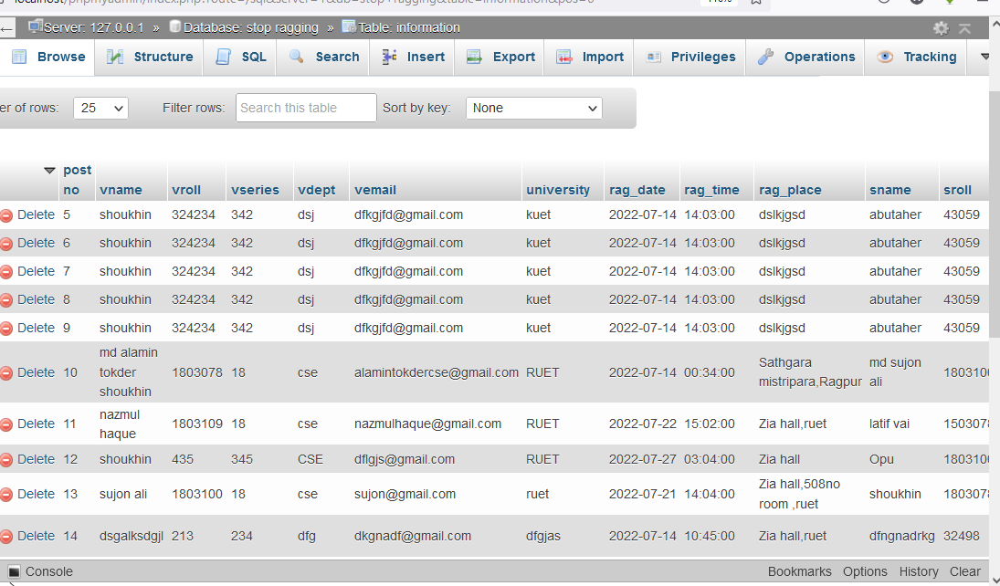 Server: 127.0.0.1 » Database: stop ragging » Table: information
Browse Structure SQL Search Insert Export Import Privileges Operations Tracking
er of rows: 25 Filter rows: Search this table Sort by key: None
post no vname vroll vseries vdept vemail university rag_date rag_time rag_place sname sroll
Delete 5 shoukhin 324234 342 dsj dfkgjfd@gmail.com kuet 2022-07-14 14:03:00 dslkjgsd abutaher 43059
Delete 6 shoukhin 324234 342 dsj dfkgjfd@gmail.com kuet 2022-07-14 14:03:00 dslkjgsd abutaher 43059
Delete 7 shoukhin 324234 342 dsj dfkgjfd@gmail.com kuet 2022-07-14 14:03:00 dslkjgsd abutaher 43059
Delete 8 shoukhin 324234 342 dsj dfkgjfd@gmail.com kuet 2022-07-14 14:03:00 dslkjgsd abutaher 43059
Delete 9 shoukhin 324234 342 dsj dfkgjfd@gmail.com kuet 2022-07-14 14:03:00 dslkjgsd abutaher 43059
Delete 10 md alamin tokder shoukhin 1803078 18 cse alamintokdercse@gmail.com RUET 2022-07-14 00:34:00 Sathgara mistripara,Ragpur md sujon ali 180310
Delete 11 nazmul haque 1803109 18 cse nazmulhaque@gmail.com RUET 2022-07-22 15:02:00 Zia hall,ruet latif vai 150307
Delete 12 shoukhin 435 345 CSE dflgjs@gmail.com RUET 2022-07-27 03:04:00 Zia hall Opu 180310
Delete 13 sujon ali 1803100 18 cse sujon@gmail.com ruet 2022-07-21 14:04:00 Zia hall,508no room ,ruet shoukhin 180307
Delete 14 dsgalksdgjl 213 234 dfg dkgnadf@gmail.com dfgjas 2022-07-14 10:45:00 Zia hall,ruet dfngnadrkg 32498
Console Bookmarks Options History Clear